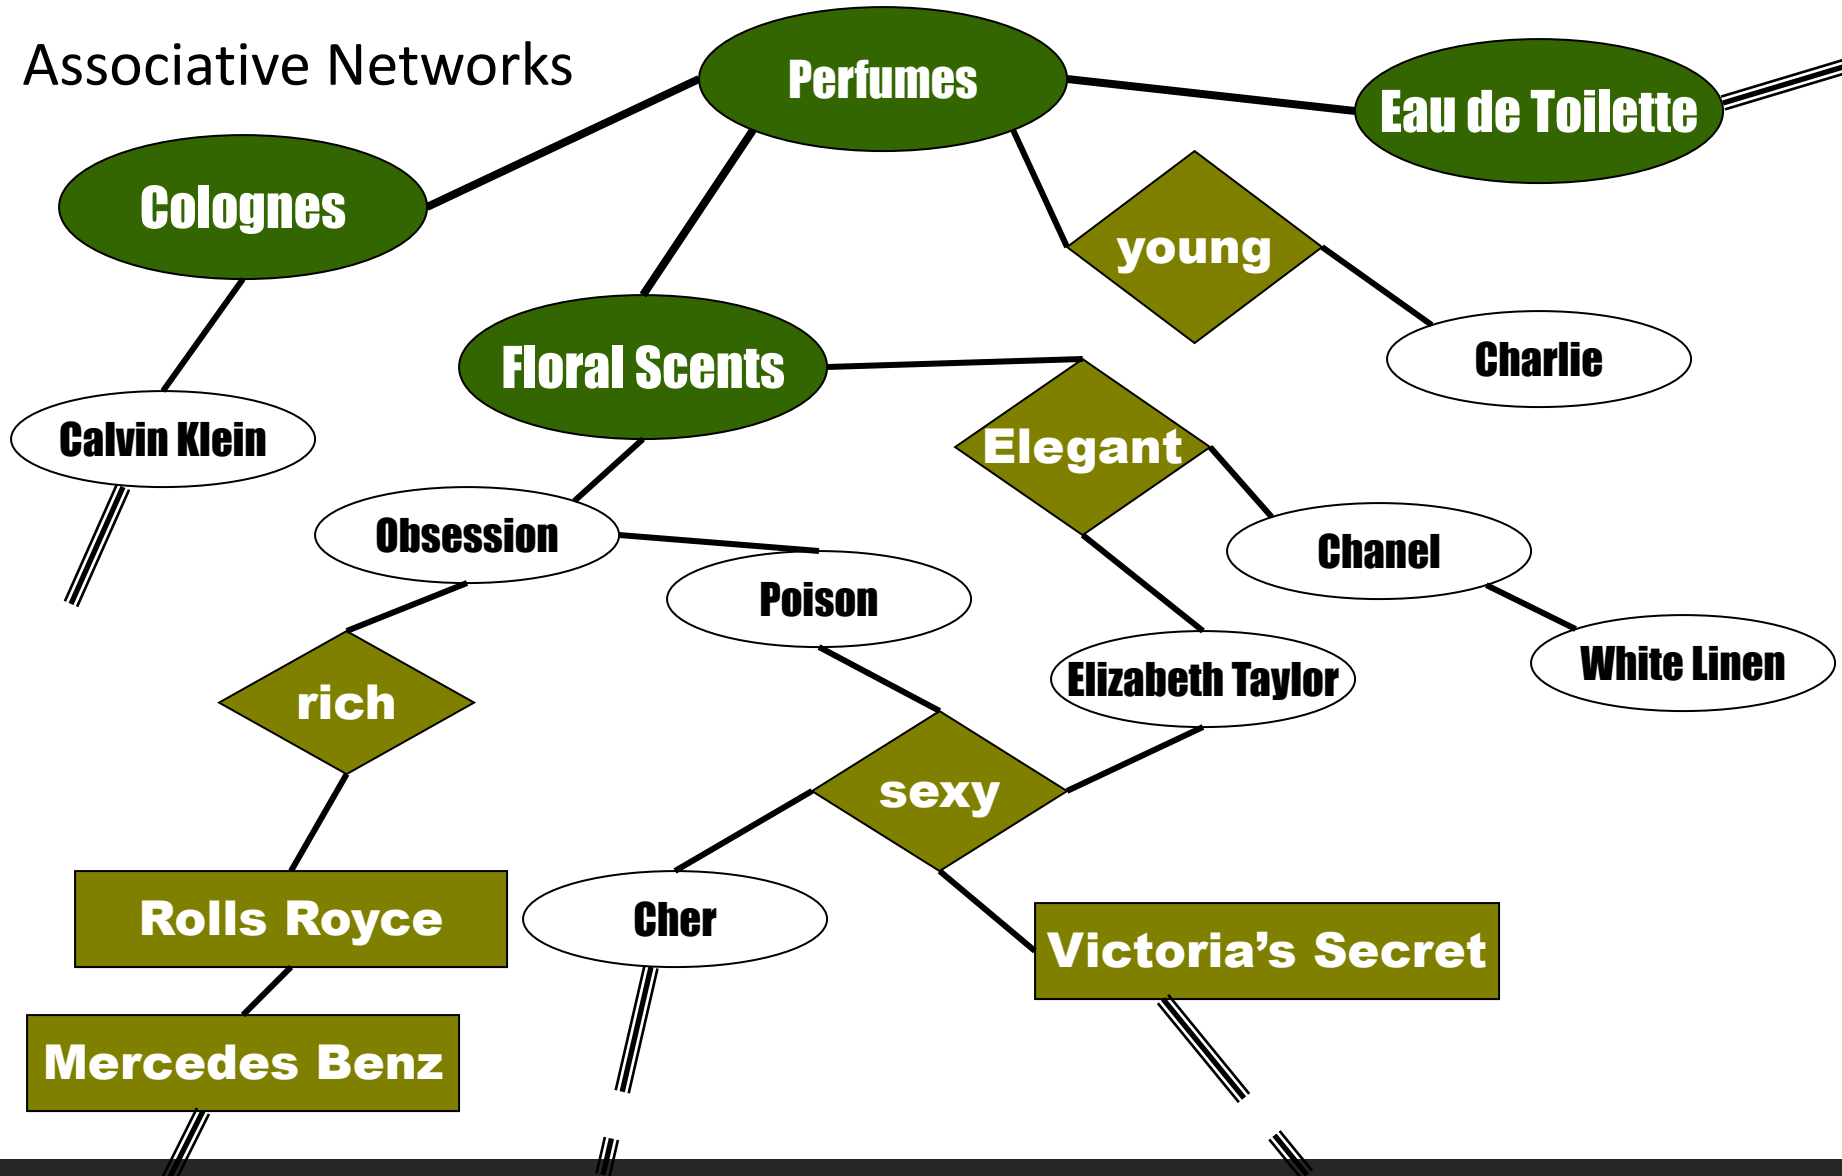 Associative Networks
Perfumes
Eau de Toilette
Colognes
young
Floral Scents
Charlie
Calvin Klein
Elegant
Obsession
Chanel
Poison
White Linen
Elizabeth Taylor
rich
sexy
Rolls Royce
Cher
Victoria’s Secret
Mercedes Benz